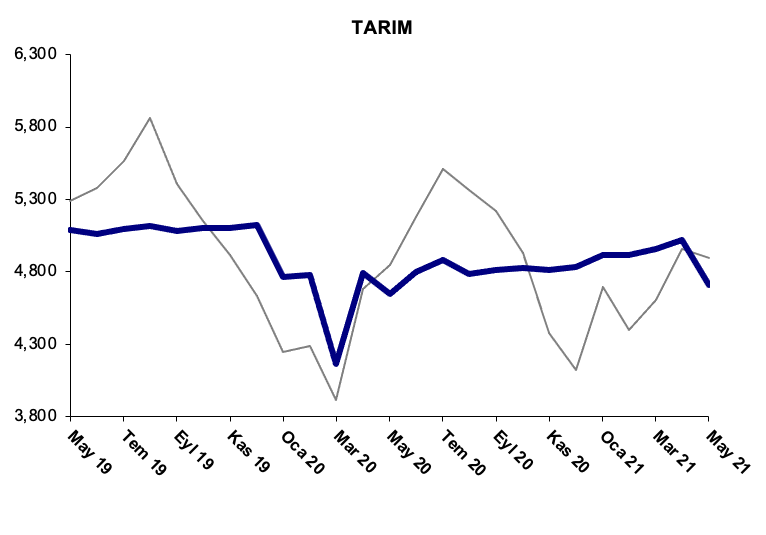 TARIM
6,300
5,800
5,300
4,800
4,300
3,800
May 19
Tem 19
Eyl 19
Kas 19
Oca 20
Mar 20
May 20
Tem 20
Eyl 20
Kas 20
Oca 21
Mar 21
May 21